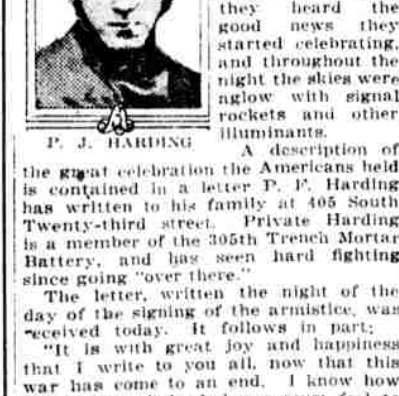 they heard the
good news they
started celebrating,
and throughout the
night the skies were
aglow with signal
rockets and other
illuminants.
P. J. HARDING
A description of
the great celebration the Americans held
is contained in a letter P. F. Harding
has written to his family at 405 South
Twenty-third street. Private Harding
is a member of the 305th Trench Mortar
Battery, and has seen hard fighting
since going "over there."
The letter, written the night of the
day of the signing of the armistice, was
received today. It follows in part:
"It is with great joy and happiness
that I write to you all, now that this
war has come to an end. I know how